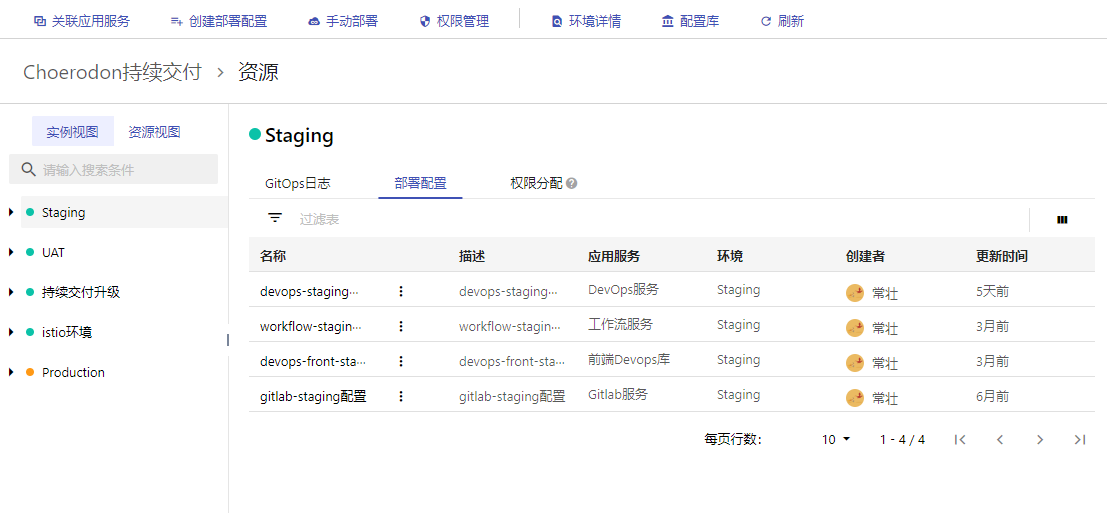 关联应用服务 创建部署配置 手动部署 权限管理 环境详情 配置库 刷新
Choerodon持续交付 > 资源
实例视图 资源视图
请输入搜索条件
Staging
UAT
持续交付升级
istio环境
Production
Staging
GitOps日志 部署配置 权限分配
过滤表
名称 描述 应用服务 环境 创建者 更新时间
devops-staging··· devops-staging··· DevOps服务 Staging 常壮 5天前
workflow-stagin··· workflow-stagin··· 工作流服务 Staging 常壮 3月前
devops-front-sta··· devops-front-sta··· 前端Devops库 Staging 常壮 3月前
gitlab-staging配置 gitlab-staging配置 Gitlab服务 Staging 常壮 6月前
每页行数: 10 1 - 4 / 4